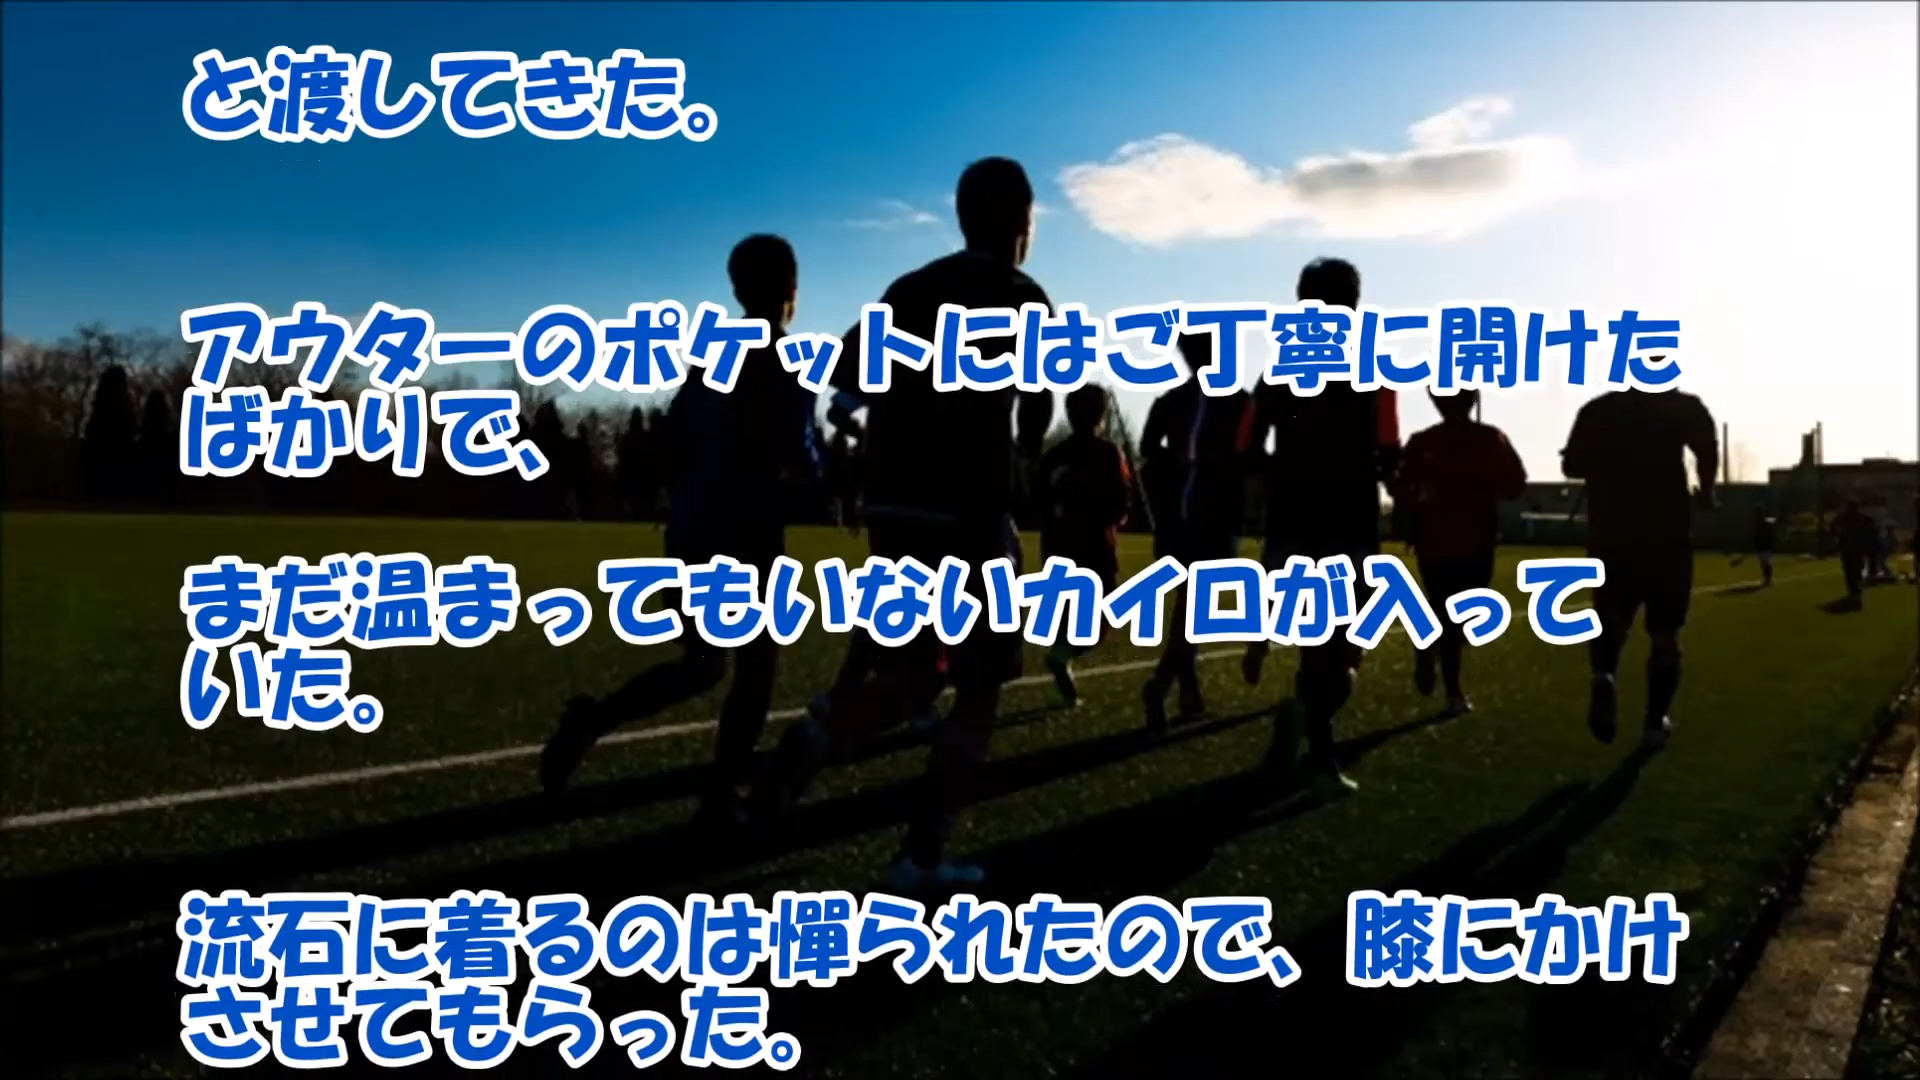 と渡してきた。
アウターのポケットにはご丁寧に開けた
ばかりで、
まだ温まってもいないカイロが入って
いた。
流石に着るのは憚られたので、膝にかけ
させてもらった。